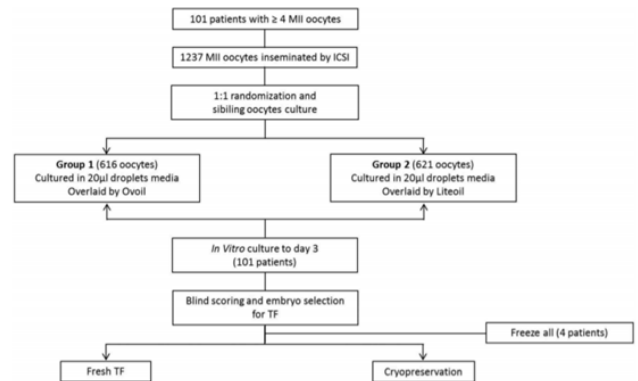 101 patients with ≥ 4 MII oocytes
1237 MII oocytes inseminated by ICSI
1:1 randomization and
sibiling oocytes culture
Group 1 (616 oocytes)
Cultured in 20µl droplets media
Overlaid by Ovoil
Group 2 (621 oocytes)
Cultured in 20µl droplets media
Overlaid by Liteoil
In Vitro culture to day 3
(101 patients)
Blind scoring and embryo selection
for TF
Freeze all (4 patients)
Fresh TF
Cryopreservation